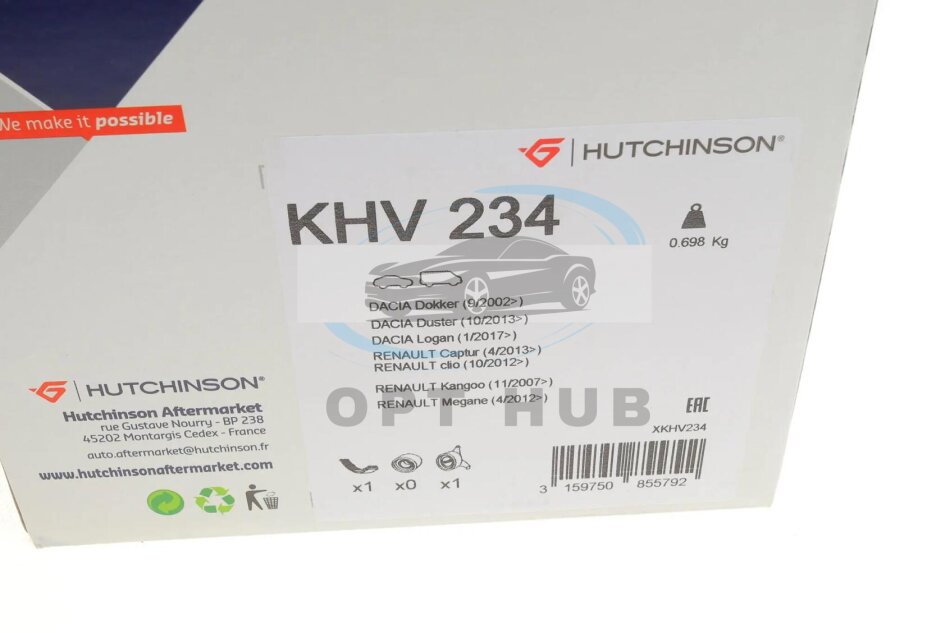 We make it possible
HUTCHINSON®
KHV 234
0.698 Kg
DACIA Dokker (9/2002>)
DACIA Duster (10/2013>)
DACIA Logan (1/2017>)
RENAULT Captur (4/2013>)
RENAULT clio (10/2012>)
RENAULT Kangoo (11/2007>)
RENAULT Megane (4/2012>)
OPT HUB
EAC
XKHV234
x1 x0 x1
3 159750 855792
HUTCHINSON®
Hutchinson Aftermarket
rue Gustave Nourry - BP 238
45202 Montargis Cedex - France
auto.aftermarket@hutchinson.fr
www.hutchinsonaftermarket.com